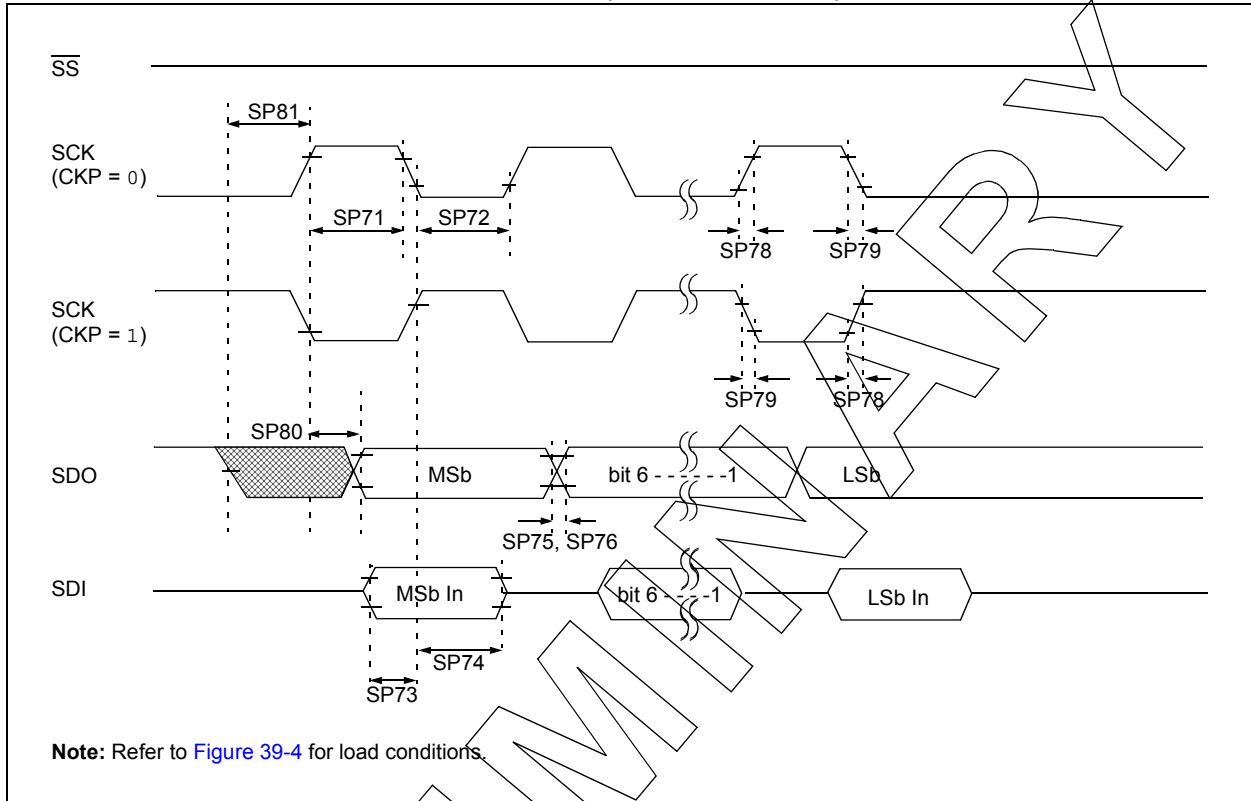 SS
SP81
SCK
(CKP = 0)
SP71
SP72
SP78
SP79
SCK
(CKP = 1)
SP79
SP78
SP80
SDO
MSb
bit 6 - - - - - -1
LSb
SP75, SP76
SDI
MSb In
bit 6 - - - - -1
LSb In
SP74
SP73
Note: Refer to Figure 39-4 for load conditions.